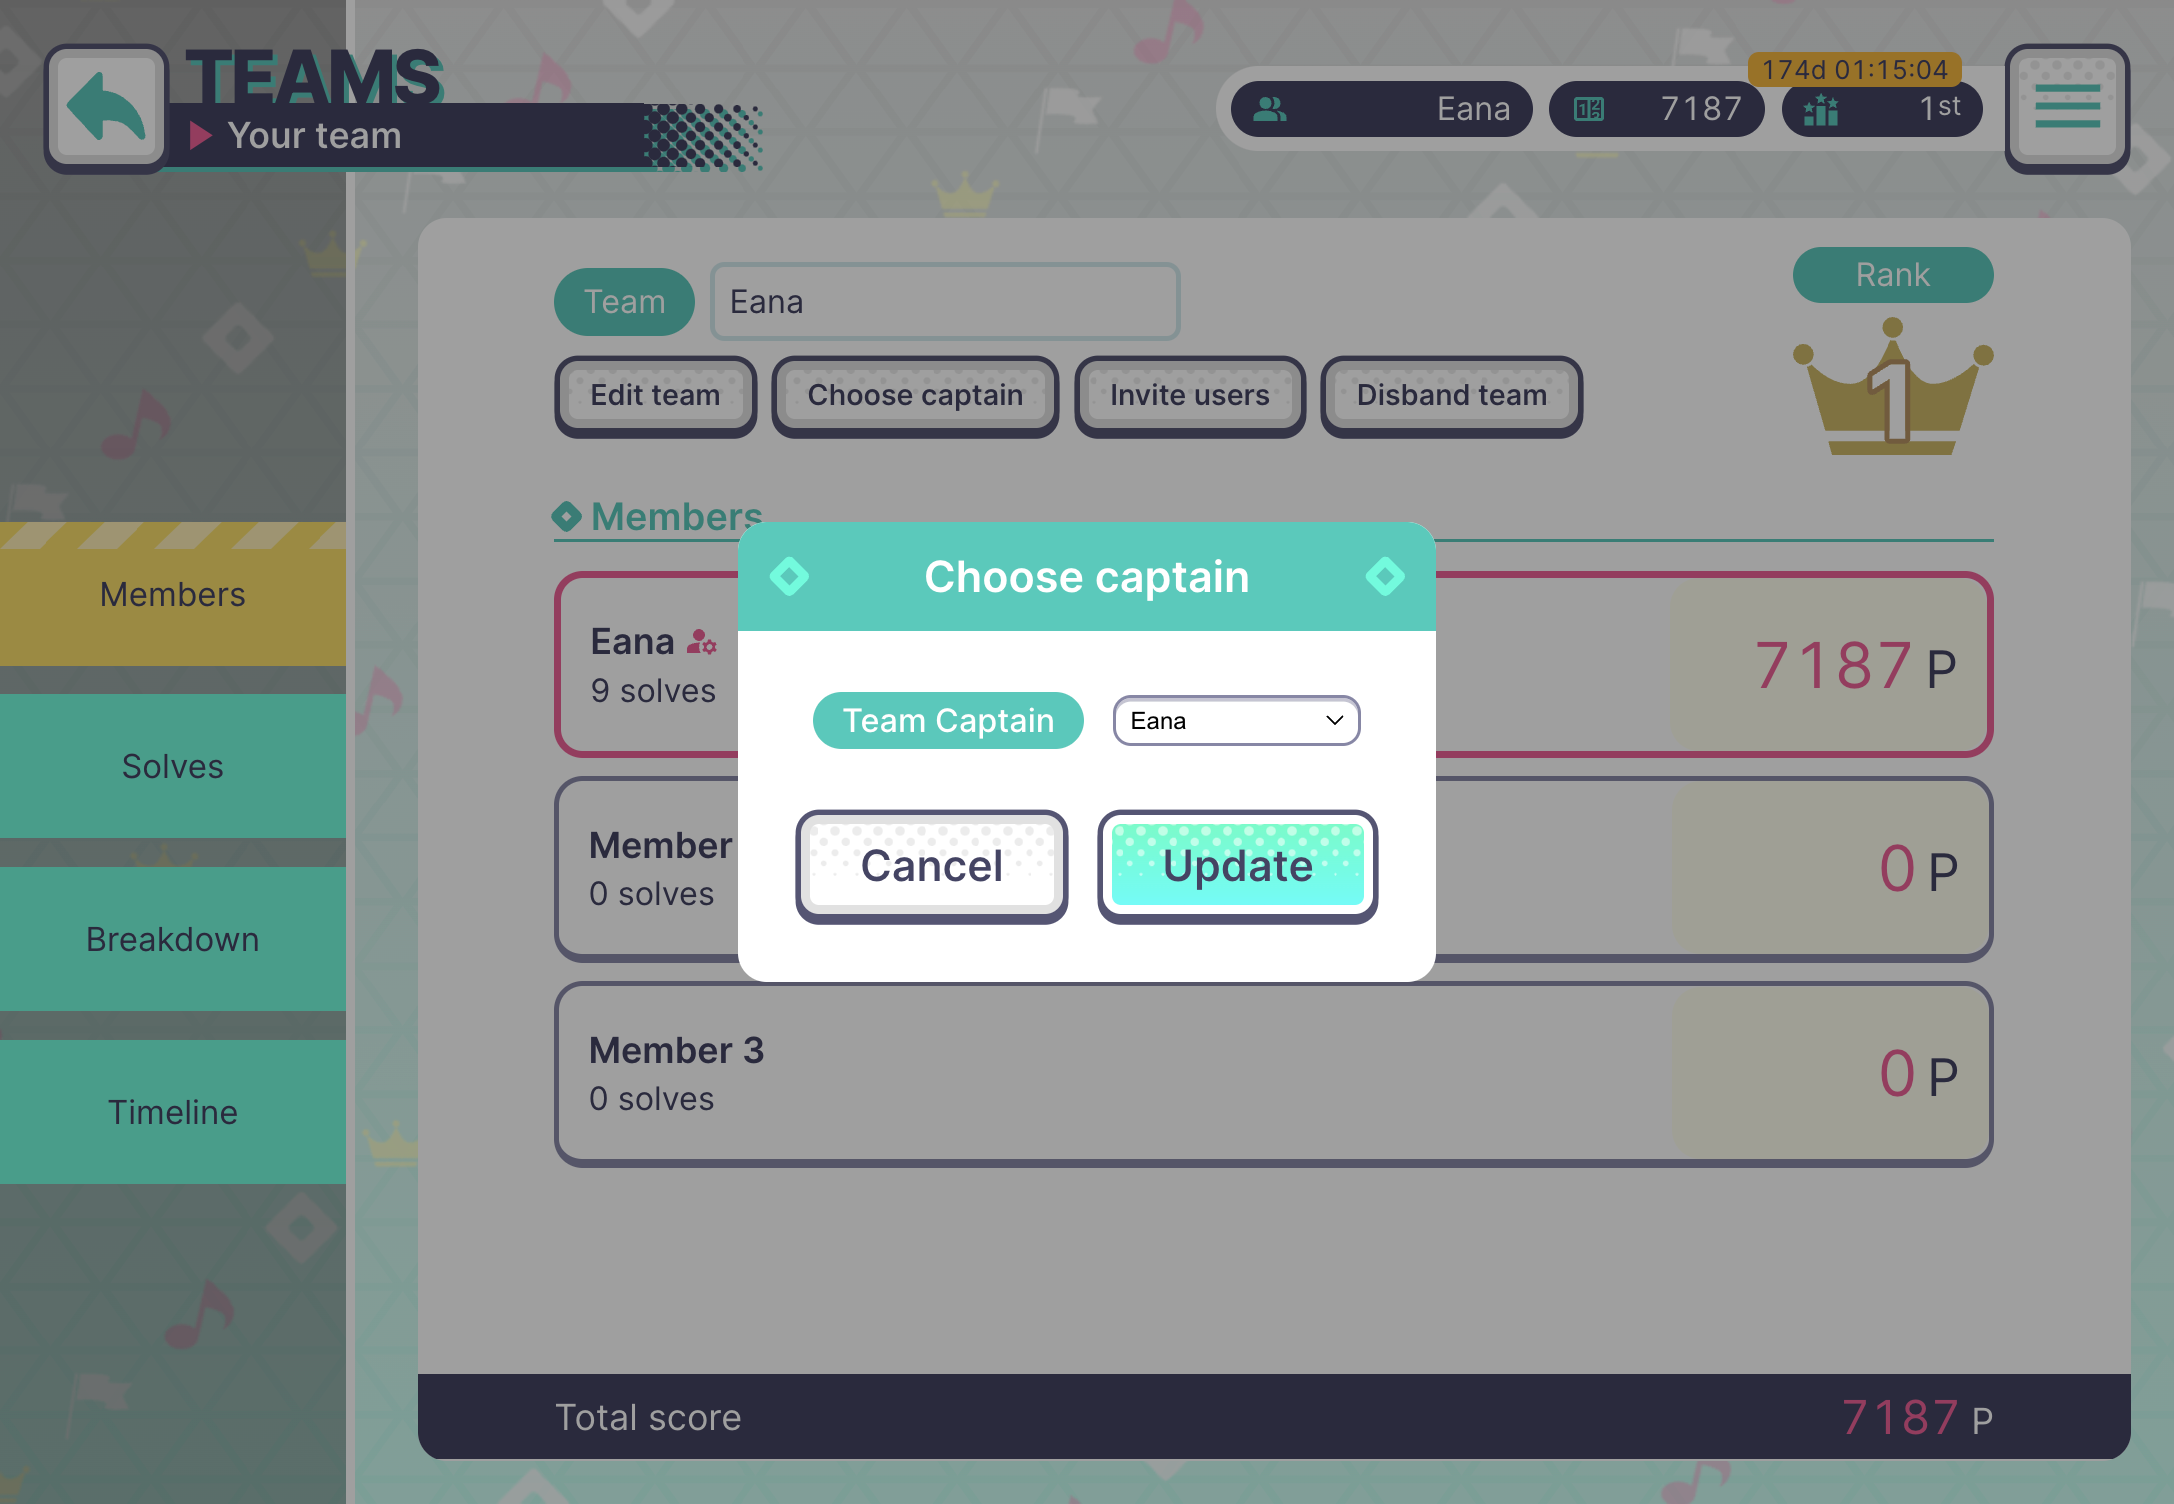 TEAMS
Your team
174d 01:15:04
Eana
7187
1st
Team
Eana
Rank
1
Edit team
Choose captain
Invite users
Disband team
Members
Members
Solves
Breakdown
Timeline
Eana
9 solves
7187 P
Member
0 solves
0 P
Member 3
0 solves
0 P
Choose captain
Team Captain
Eana
Cancel
Update
Total score
7187 P